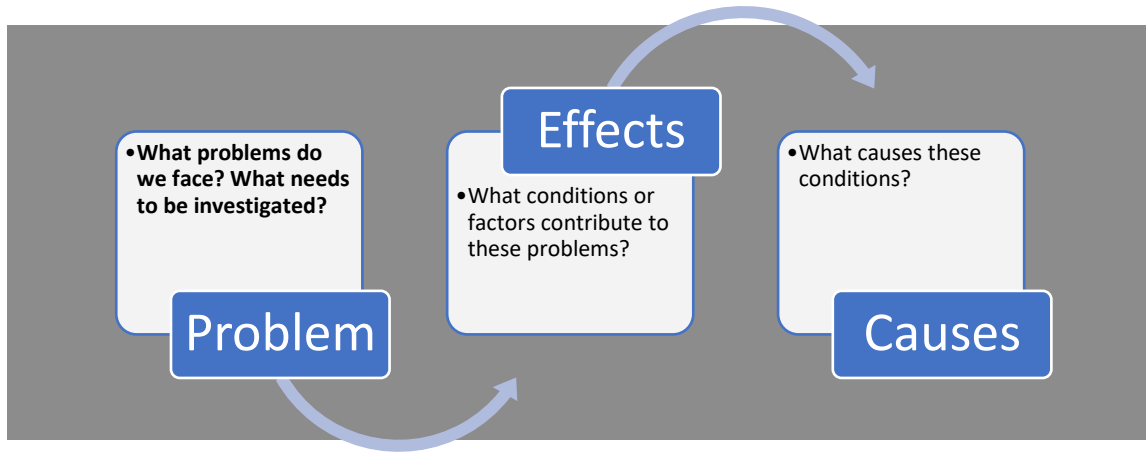 •What problems do
we face? What needs
to be investigated?
Problem
Effects
•What conditions or
factors contribute to
these problems?
•What causes these
conditions?
Causes